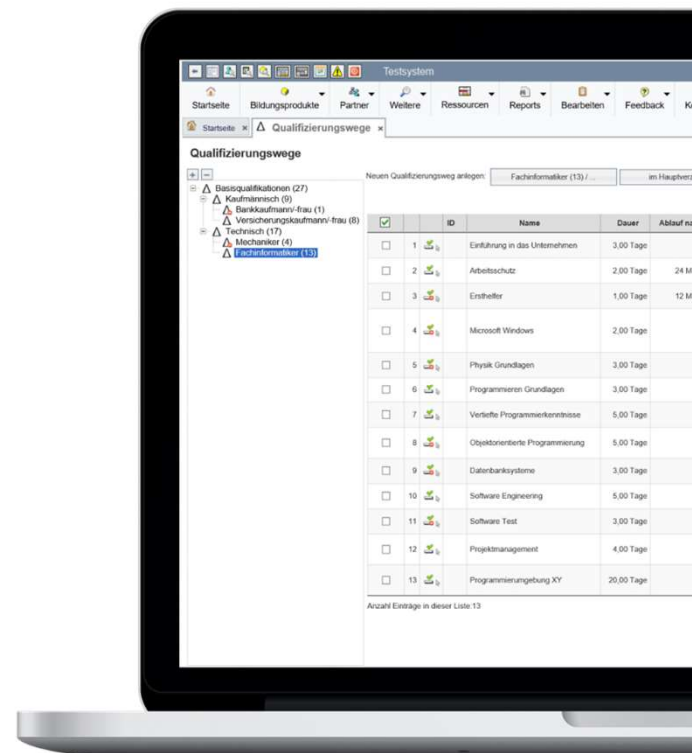 Testsystem
Startseite Bildungsprodukte Partner Weitere Ressourcen Reports Bearbeiten Feedback
Startseite × Δ Qualifizierungswege ×
Qualifizierungswege
+ − Neuen Qualifizierungsweg anlegen: Fachinformatiker (13) / ... im Hauptverz
Basisqualifikationen (27)
Kaufmännisch (9)
Bankkaufmann/-frau (1)
Versicherungskaufmann/-frau (8)
Technisch (17)
Mechaniker (4)
Fachinformatiker (13)
ID Name Dauer Ablauf na
1 Einführung in das Unternehmen 3,00 Tage
2 Arbeitsschutz 2,00 Tage 24 M
3 Ersthelfer 1,00 Tage 12 M
4 Microsoft Windows 2,00 Tage
5 Physik Grundlagen 3,00 Tage
6 Programmieren Grundlagen 3,00 Tage
7 Vertiefte Programmierkenntnisse 5,00 Tage
8 Objektorientierte Programmierung 5,00 Tage
9 Datenbanksysteme 3,00 Tage
10 Software Engineering 5,00 Tage
11 Software Test 3,00 Tage
12 Projektmanagement 4,00 Tage
13 Programmierumgebung XY 20,00 Tage
Anzahl Einträge in dieser Liste:13